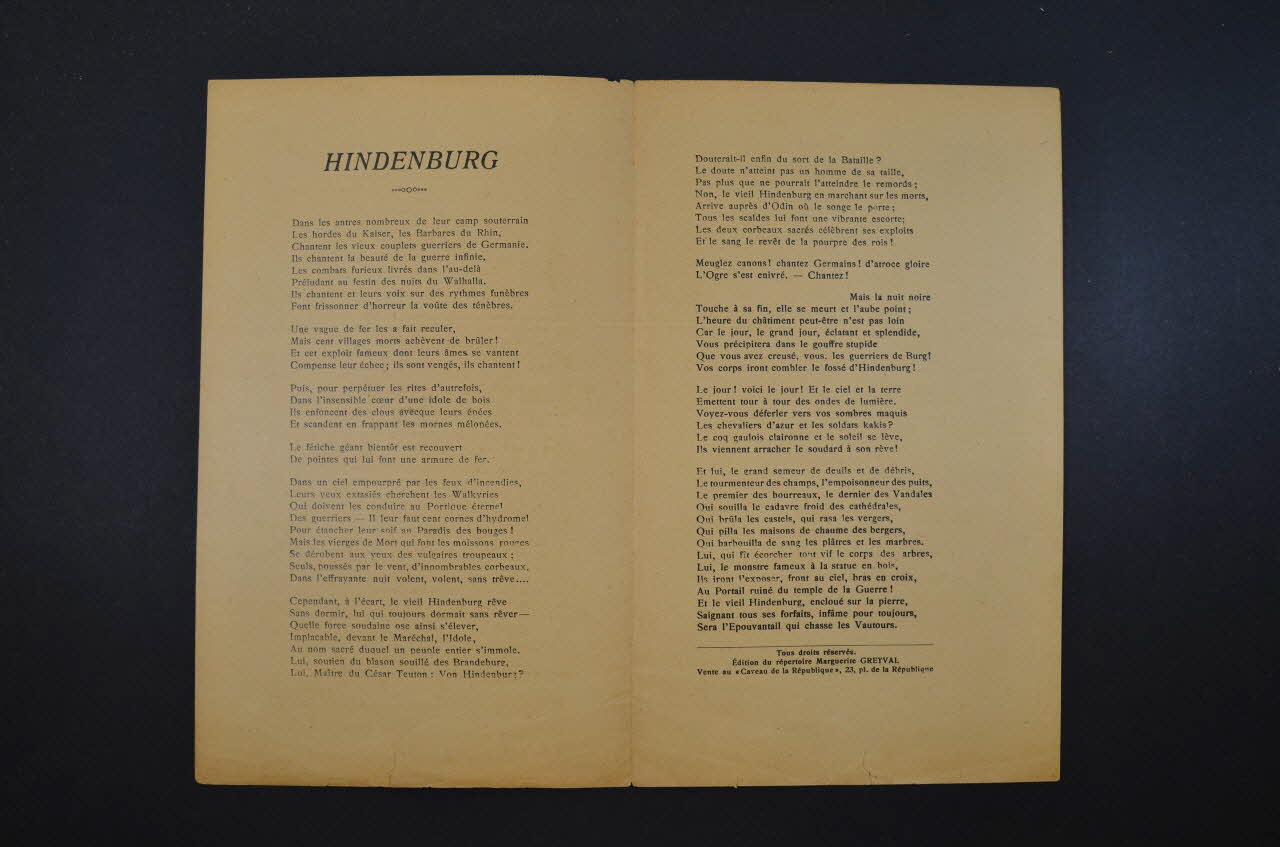 HINDENBURG
Dans les antres nombreux de leur camp souterrain
Les hordes du Kaiser, les Barbares du Rhin,
Chantent les vieux couplets guerriers de Germanie.
Ils chantent la beauté de la guerre infinie,
Les combats furieux livrés dans l'au-delà
Préludant au festin des nuits du Walhalla.
Ils chantent et leurs voix sur des rythmes funèbres
Font frissonner d'horreur la voûte des ténèbres.
Une vague de fer les a fait reculer,
Mais cent villages morts achèvent de brûler !
Et cet exploit fameux dont leurs âmes se vantent
Compense leur échec ; ils sont vengés, ils chantent !
Puis, pour perpétuer les rites d'autrefois,
Dans l'insensible cœur d'une idole de bois
Ils enfoncent des clous avecque leurs énées
Et scandent en frappant les mornes mélopées.
Le fétiche géant bientôt est recouvert
De pointes qui lui font une armure de fer.
Dans un ciel empourpré par les feux d'incendies,
Leurs yeux extasiés cherchent les Walkyries
Qui doivent les conduire au Portique éternel
Des guerriers — Il leur faut cent cornes d'hydromel
Pour étancher leur soif au Paradis des bouges !
Mais les vierges de Mort qui font les moissons rouges
Se dérobent aux yeux des vulgaires troupeaux ;
Seuls, poussés par le vent, d'innombrables corbeaux,
Dans l'effrayante nuit volent, volent, sans trêve....
Cependant, à l'écart, le vieil Hindenburg rêve
Sans dormir, lui qui toujours dormait sans rêver—
Quelle force soudaine ose ainsi s'élever,
Implacable, devant le Maréchal, l'Idole,
Au nom sacré duquel un peuple entier s'immole.
Lui, soutien du blason souillé des Brandeburg,
Lui, Maître du César Teuton : Von Hindenburg ?
Douterait-il enfin du sort de la Bataille ?
Le doute n'atteint pas un homme de sa taille,
Pas plus que ne pourrait l'atteindre le remords ;
Non, le vieil Hindenburg en marchant sur les morts,
Arrive auprès d'Odin où le songe le porte ;
Tous les scaldes lui font une vibrante escorte;
Les deux corbeaux sacrés célèbrent ses exploits
Et le sang le revêt de la pourpre des rois !
Meuglez canons ! chantez Germains ! d'atroce gloire
L'Ogre s'est enivré. — Chantez !
Mais la nuit noire
Touche à sa fin, elle se meurt et l'aube point ;
L'heure du châtiment peut-être n'est pas loin
Car le jour, le grand jour, éclatant et splendide,
Vous précipitera dans le gouffre stupide
Que vous avez creusé, vous, les guerriers de Burg!
Vos corps iront combler le fossé d'Hindenburg !
Le jour ! voici le jour ! Et le ciel et la terre
Emettent tour à tour des ondes de lumière.
Voyez-vous déferler vers vos sombres maquis
Les chevaliers d'azur et les soldats kakis ?
Le coq gaulois claironne et le soleil se lève,
Ils viennent arracher le soudard à son rêve!
Et lui, le grand semeur de deuils et de débris,
Le tourmenteur des champs, l'empoisonneur des puits,
Le premier des bourreaux, le dernier des Vandales
Qui souilla le cadavre froid des cathédrales,
Qui brûla les castels, qui rasa les vergers,
Qui pilla les maisons de chaume des bergers,
Qui barbouilla de sang les plâtres et les marbres.
Lui, qui fit écorcher tout vif le corps des arbres,
Lui, le monstre fameux à la statue en bois,
Ils iront l'exposer, front au ciel, bras en croix,
Au Portail ruiné du temple de la Guerre !
Et le vieil Hindenburg, encloué sur la pierre,
Saignant tous ses forfaits, infâme pour toujours,
Sera l'Epouvantail qui chasse les Vautours.
Tous droits réservés.
Édition du répertoire Marguerite GREYVAL
Vente au « Caveau de la République », 23, pl. de la République